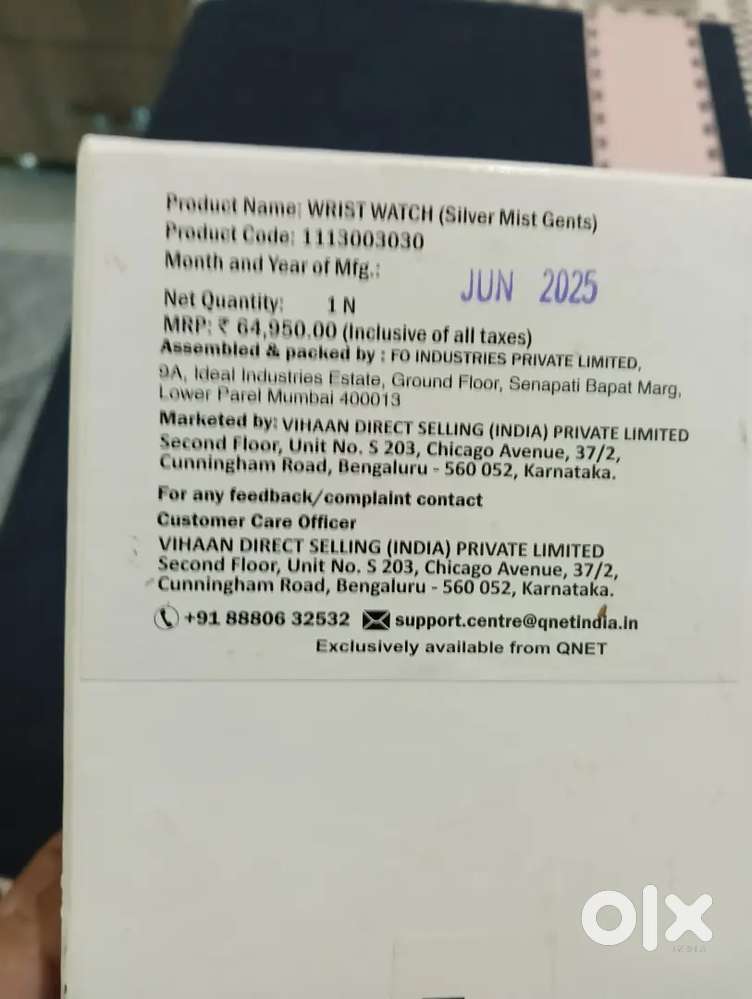 Product Name: WRIST WATCH (Silver Mist Gents)
Product Code: 1113003030
Month and Year of Mfg.: JUN 2025
Net Quantity: 1 N
MRP: ₹ 64,950.00 (Inclusive of all taxes)
Assembled & packed by : FO INDUSTRIES PRIVATE LIMITED,
9A, Ideal Industries Estate, Ground Floor, Senapati Bapat Marg,
Lower Parel Mumbai 400013
Marketed by: VIHAAN DIRECT SELLING (INDIA) PRIVATE LIMITED
Second Floor, Unit No. S 203, Chicago Avenue, 37/2,
Cunningham Road, Bengaluru - 560 052, Karnataka.
For any feedback/complaint contact
Customer Care Officer
VIHAAN DIRECT SELLING (INDIA) PRIVATE LIMITED
Second Floor, Unit No. S 203, Chicago Avenue, 37/2,
Cunningham Road, Bengaluru - 560 052, Karnataka.
+91 88806 32532 support.centre@qnetindia.in
Exclusively available from QNET
olx
INDIA